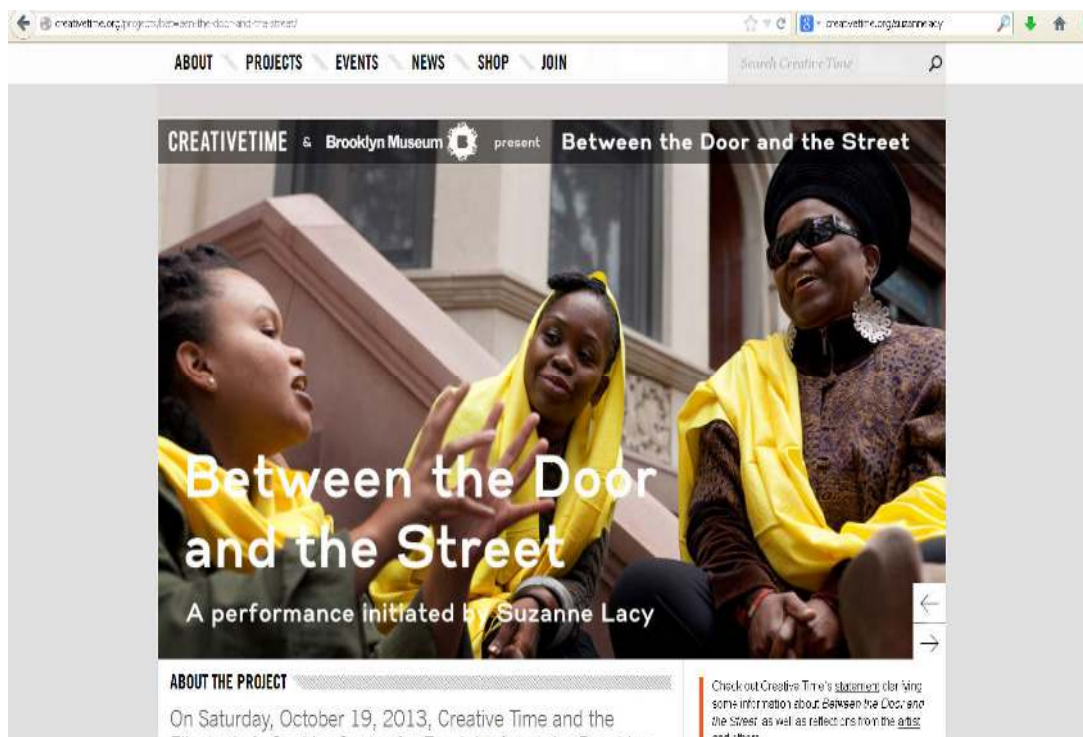 creativetime.org/projects/between-the-door-and-the-street/
creativetime.org/suzannelacy
ABOUT PROJECTS EVENTS NEWS SHOP JOIN
Search Creative Time
CREATIVETIME & Brooklyn Museum B present Between the Door and the Street
Between the Door
and the Street
A performance initiated by Suzanne Lacy
ABOUT THE PROJECT
On Saturday, October 19, 2013, Creative Time and the
Check out Creative Time's statement clarifying
some information about Between the Door and
the Street as well as reflections from the artist
and others